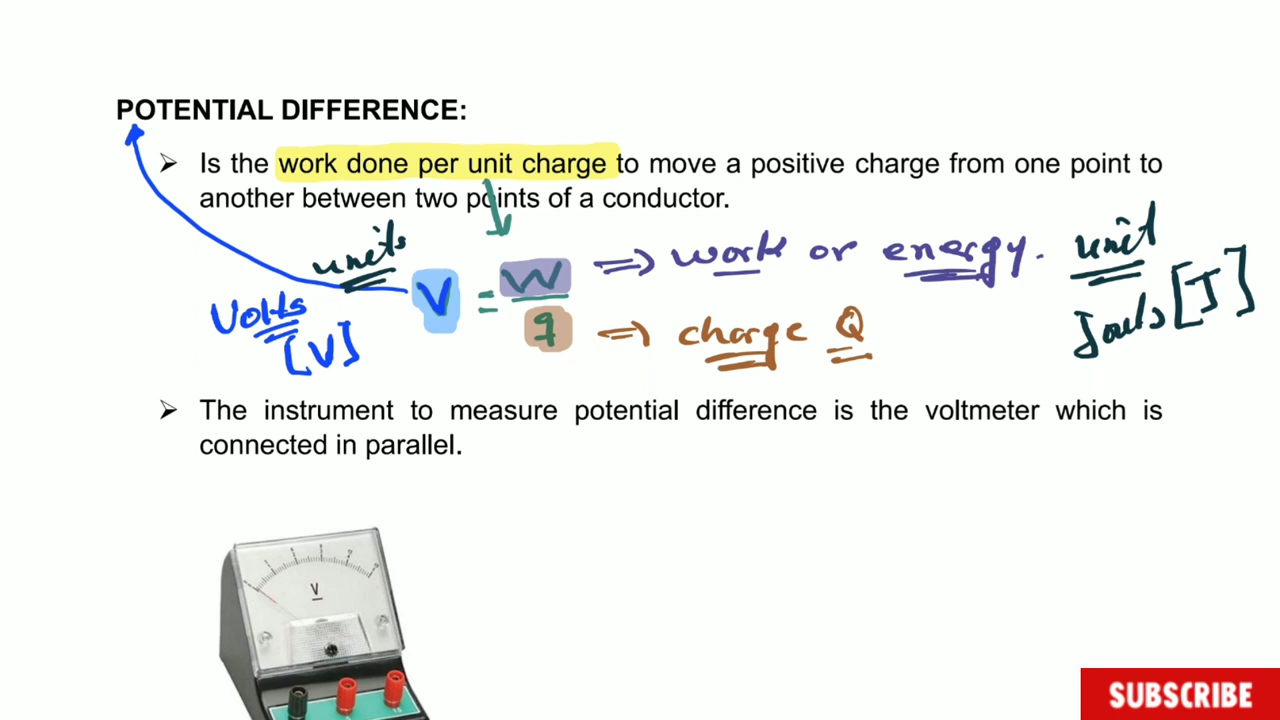 POTENTIAL DIFFERENCE:
➢ Is the work done per unit charge to move a positive charge from one point to
another between two points of a conductor.
units
Volts
[V]
V = W/q
⇒ work or energy.
⇒ charge Q
unit
Jouls [J]
➢ The instrument to measure potential difference is the voltmeter which is
connected in parallel.
V
SUBSCRIBE